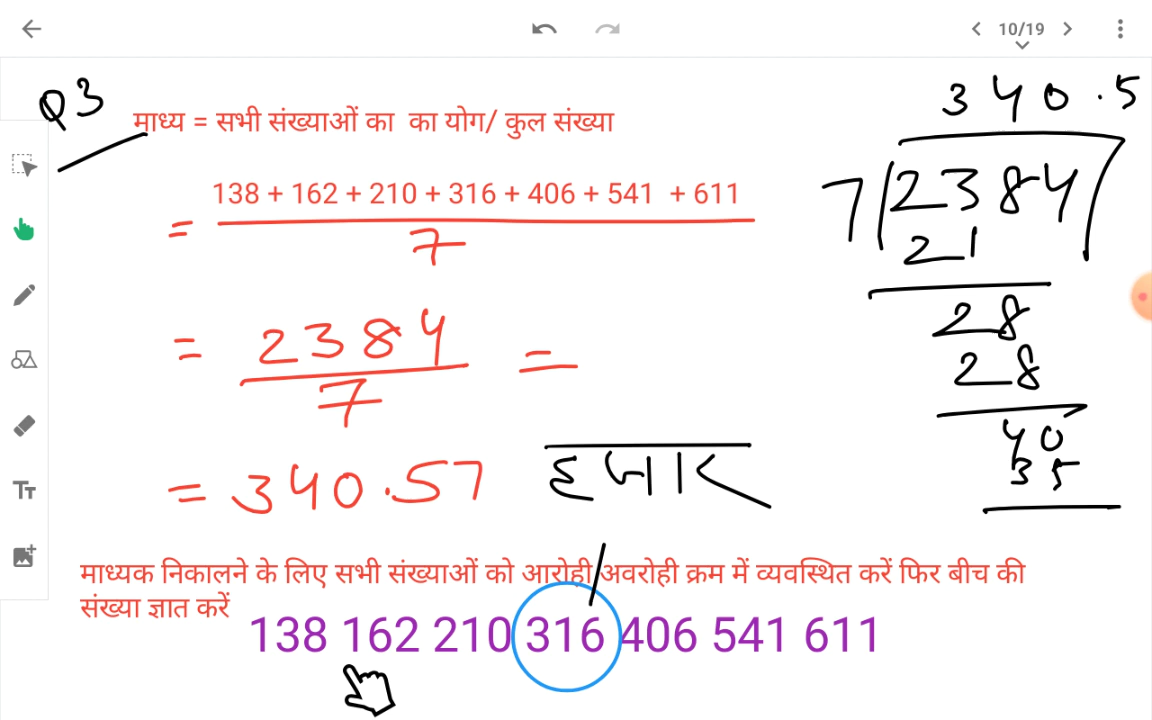 10/19
Q3
माध्य = सभी संख्याओं का का योग/ कुल संख्या
138 + 162 + 210 + 316 + 406 + 541 + 611
=
7
= 2384 =
7
= 340.57 हजार
340.5
7 2384
21
28
28
40
35
Tт
माध्यक निकालने के लिए सभी संख्याओं को आरोही/अवरोही क्रम में व्यवस्थित करें फिर बीच की
संख्या ज्ञात करें
138 162 210 316 406 541 611